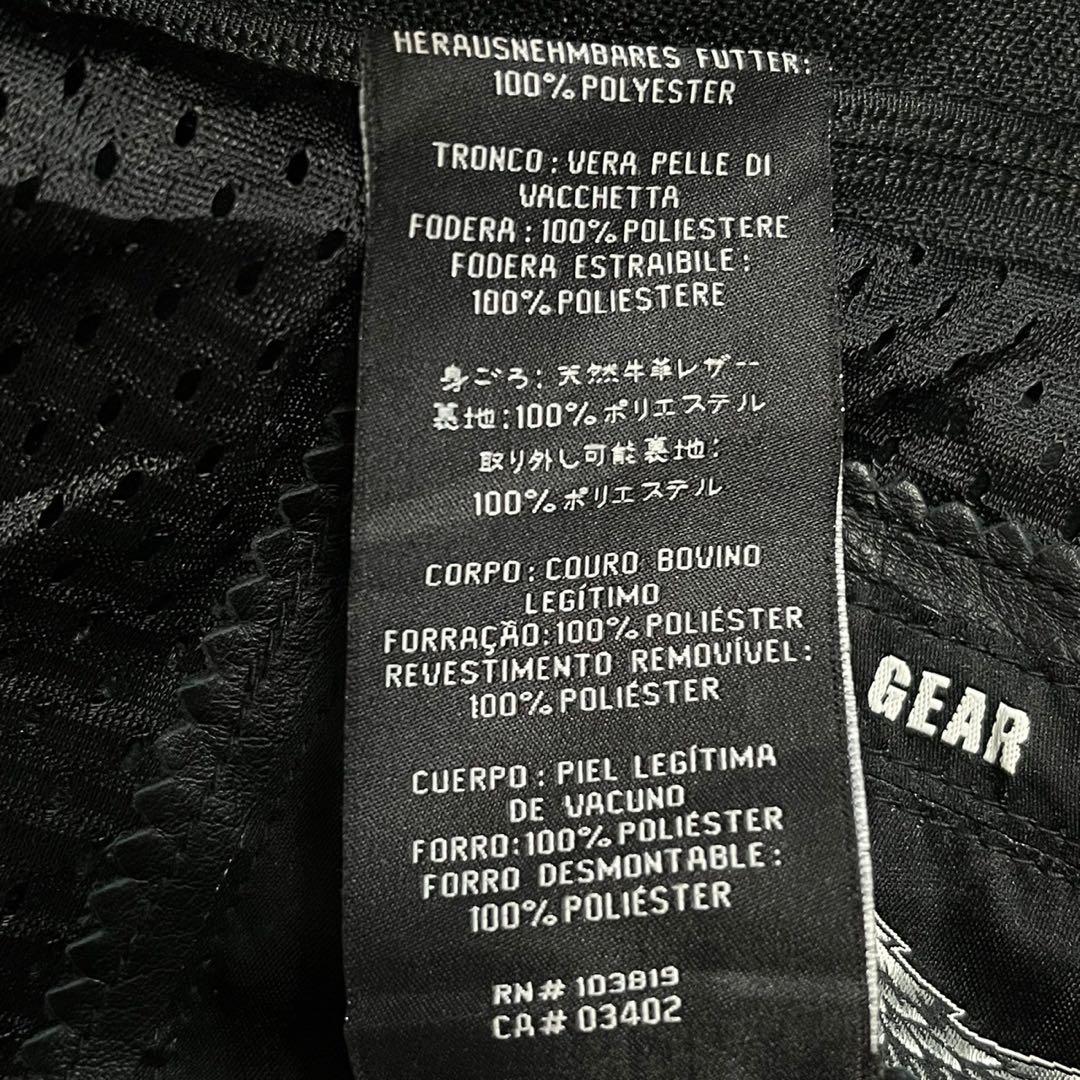 HERAUSNEHMBARES FUTTER:
100% POLYESTER
TRONCO: VERA PELLE DI
VACCHETTA
FODERA: 100% POLIESTERE
FODERA ESTRAIBILE:
100% POLIESTERE
身ごろ: 天然牛革レザー
裏地: 100% ポリエステル
取り外し可能裏地:
100% ポリエステル
CORPO: COURO BOVINO
LEGÍTIMO
FORRAÇÃO: 100% POLIÉSTER
REVESTIMENTO REMOVÍVEL:
100% POLIÉSTER
CUERPO: PIEL LEGÍTIMA
DE VACUNO
FORRO: 100% POLIÉSTER
FORRO DESMONTABLE:
100% POLIÉSTER
RN# 103819
CA# 03402
GEAR